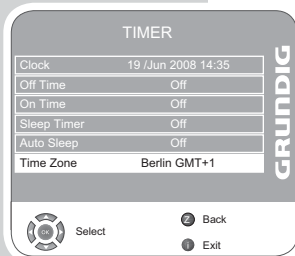 TIMER
Clock 19 /Jun 2008 14:35
Off Time Off
On Time Off
Sleep Timer Off
Auto Sleep Off
Time Zone Berlin GMT+1
GRUNDIG
OK Select
Z Back
i Exit